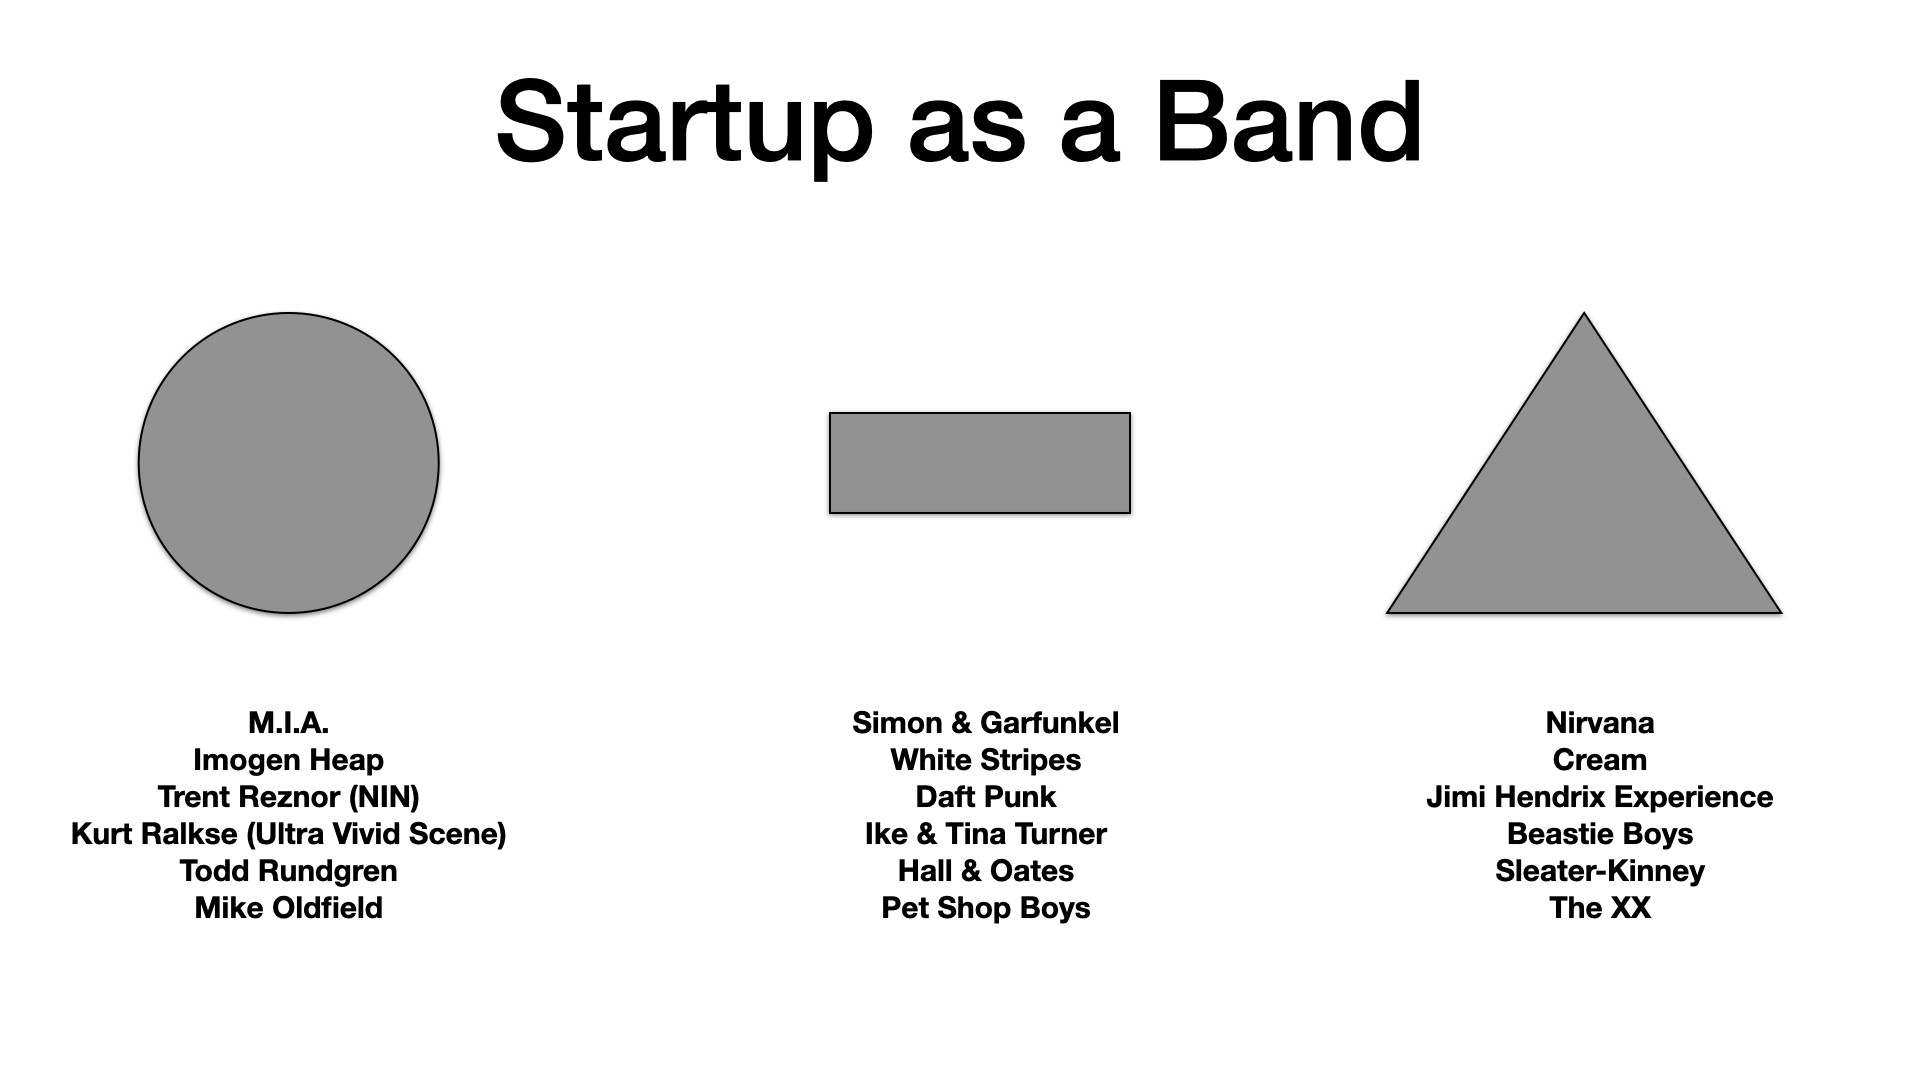 Startup as a Band
M.I.A.
Imogen Heap
Trent Reznor (NIN)
Kurt Ralkse (Ultra Vivid Scene)
Todd Rundgren
Mike Oldfield
Simon & Garfunkel
White Stripes
Daft Punk
Ike & Tina Turner
Hall & Oates
Pet Shop Boys
Nirvana
Cream
Jimi Hendrix Experience
Beastie Boys
Sleater-Kinney
The XX